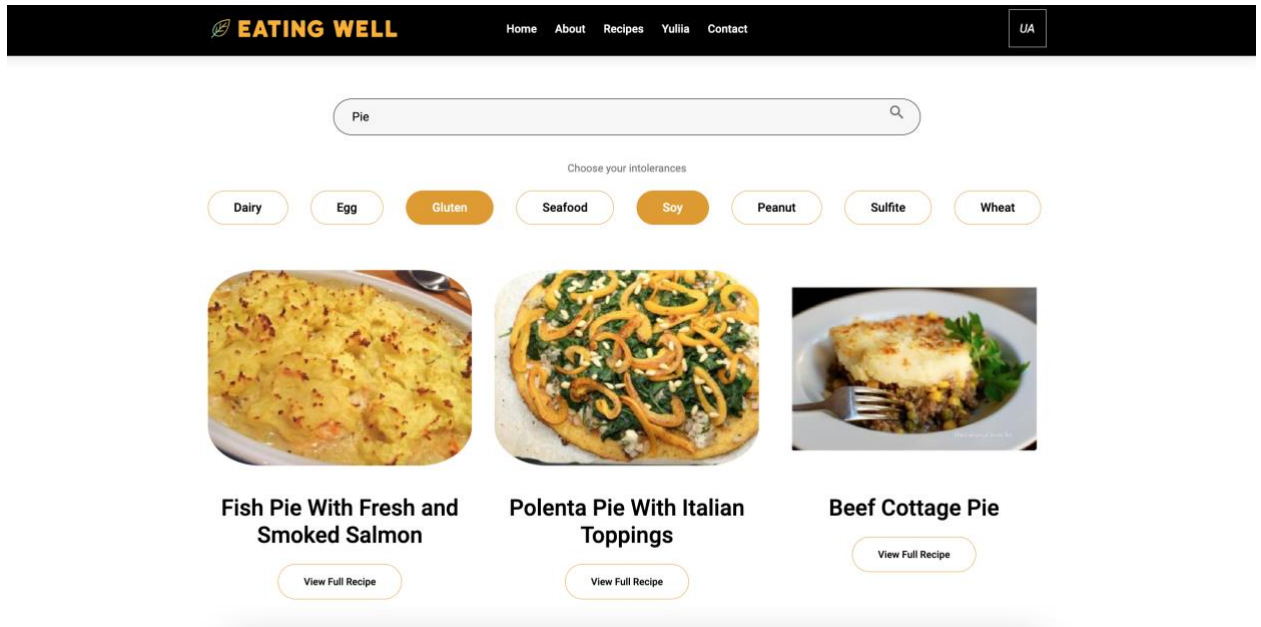 EATING WELL
Home About Recipes Yuliia Contact
UA
Pie
Choose your intolerances
Dairy Egg Gluten Seafood Soy Peanut Sulfite Wheat
Fish Pie With Fresh and
Smoked Salmon
View Full Recipe
Polenta Pie With Italian
Toppings
View Full Recipe
Beef Cottage Pie
View Full Recipe